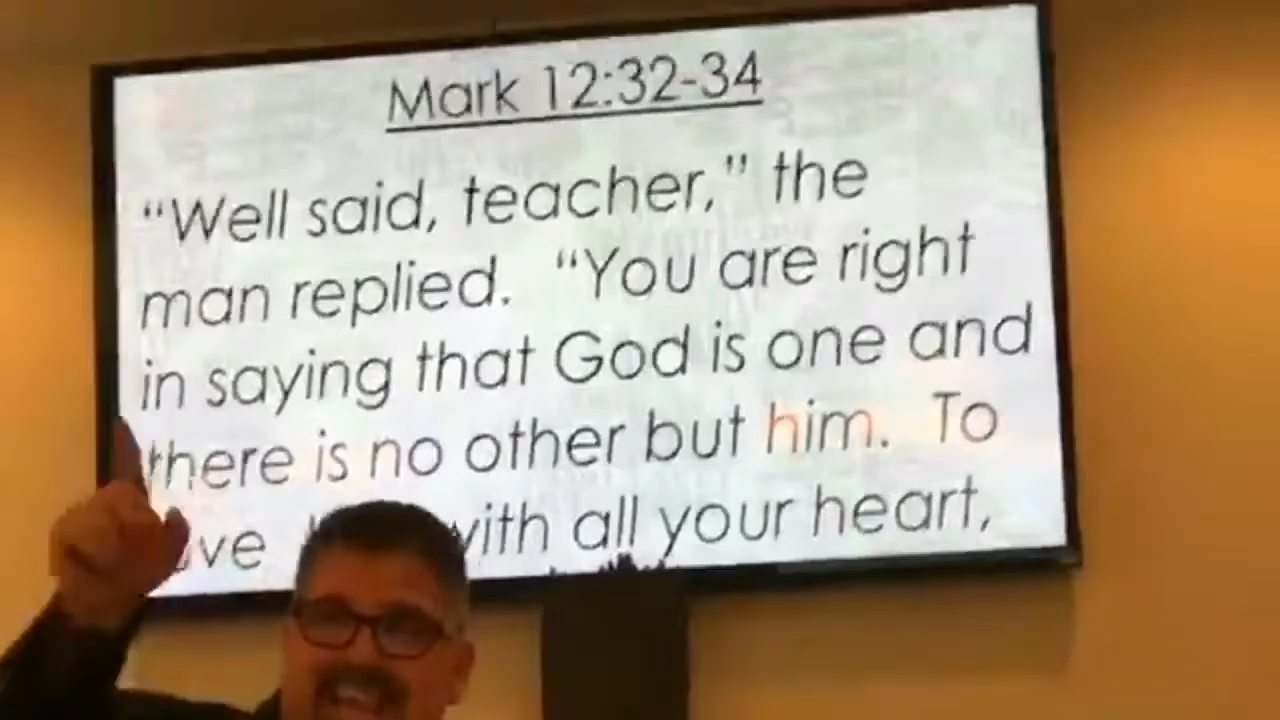 Mark 12:32-34
“Well said, teacher,” the
man replied. “You are right
in saying that God is one and
there is no other but him. To
with all your heart,